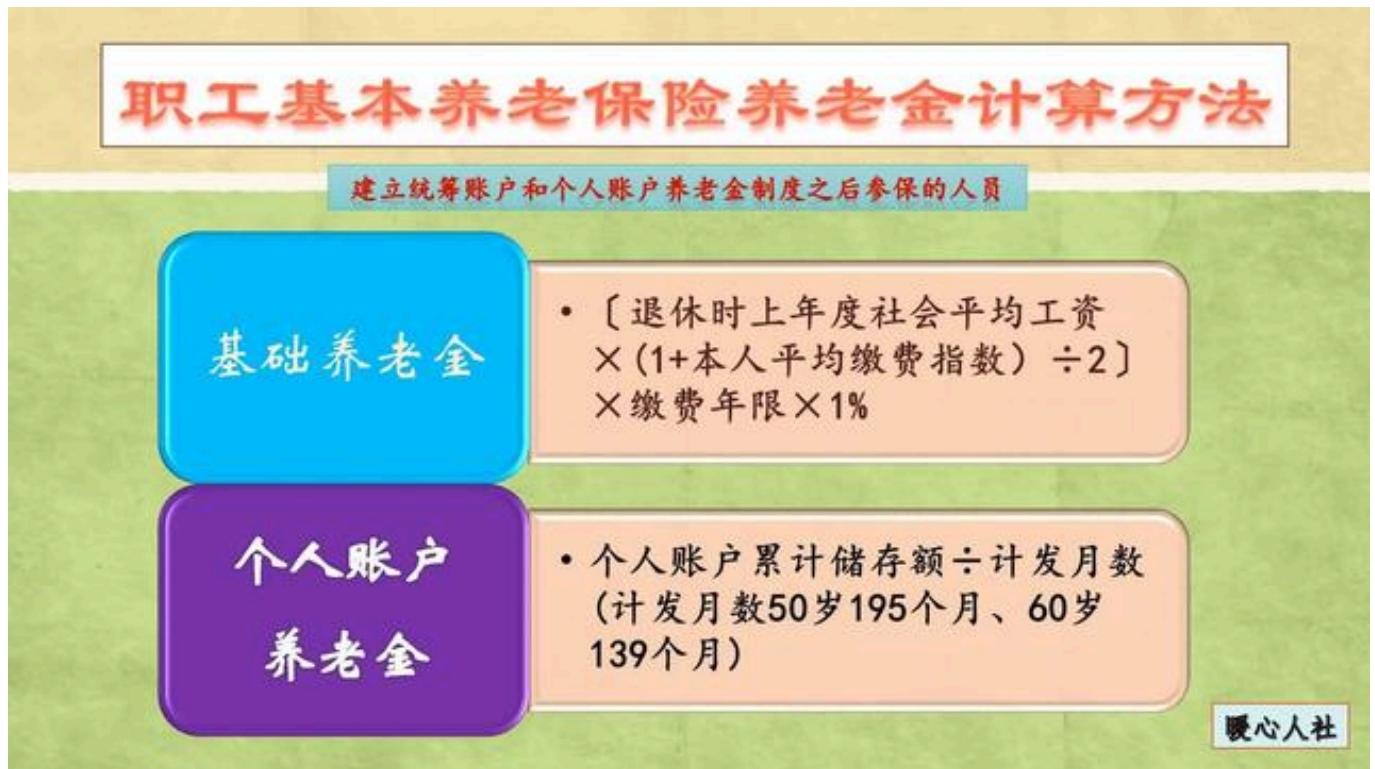 职工基本养老保险养老金计算方法
建立统筹账户和个人账户养老金制度之后参保的人员
基础养老金
•〔退休时上年度社会平均工资
×(1+本人平均缴费指数）÷2〕
×缴费年限×1%
个人账户
养老金
•个人账户累计储存额÷计发月数
(计发月数50岁195个月、60岁
139个月)
暖心人社